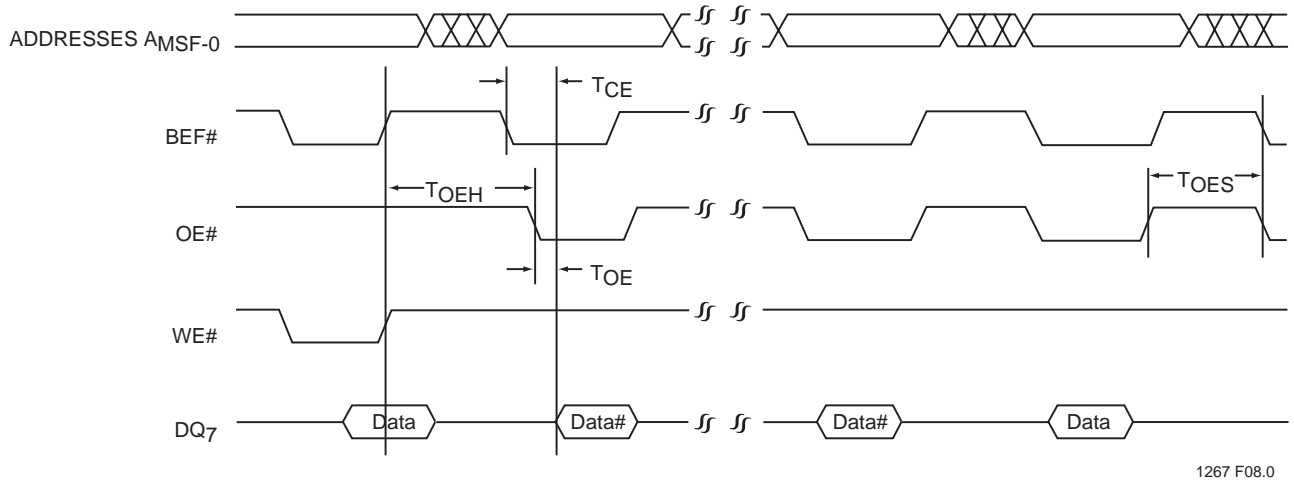 ADDRESSES AMSF-0
TCE
BEF#
TOEH
TOES
OE#
TOE
WE#
DQ7
Data
Data#
Data#
Data
1267 F08.0